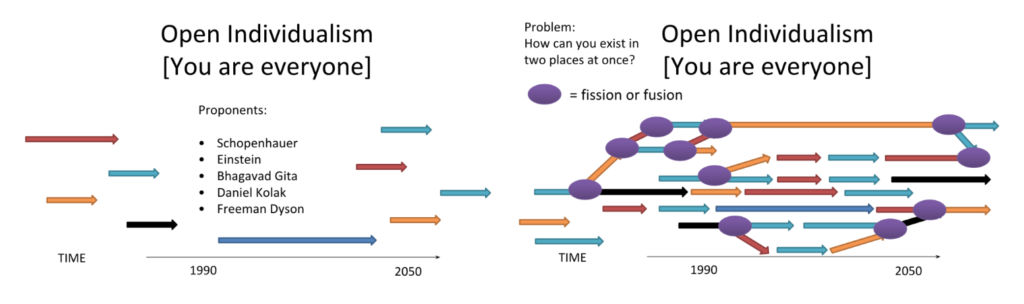 Open Individualism
[You are everyone]
Proponents:
• Schopenhauer
• Einstein
• Bhagavad Gita
• Daniel Kolak
• Freeman Dyson
TIME
1990
2050
Problem:
How can you exist in
two places at once?
Open Individualism
[You are everyone]
= fission or fusion
TIME
1990
2050